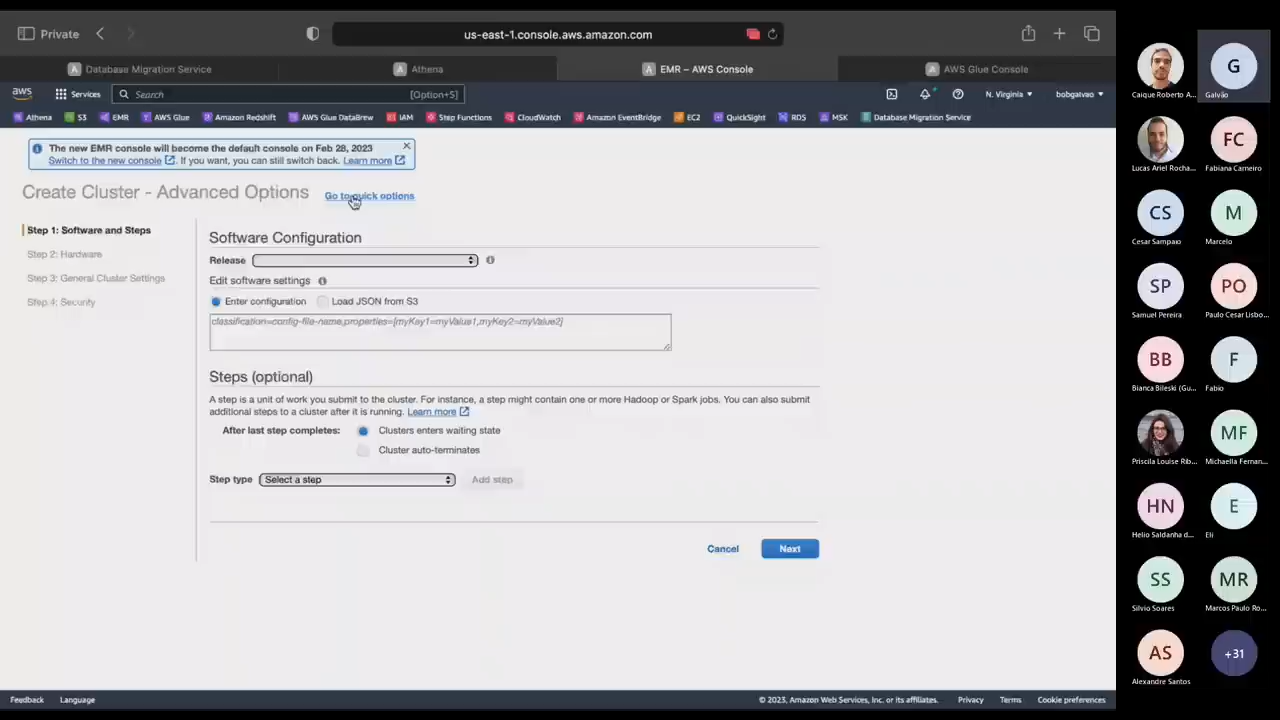 Private
us-east-1.console.aws.amazon.com
Database Migration Service
Athena
EMR – AWS Console
AWS Glue Console
aws
Services
Search
[Option+S]
N. Virginia
bobgalvao
Athena
S3
EMR
AWS Glue
Amazon Redshift
AWS Glue DataBrew
IAM
Step Functions
CloudWatch
Amazon EventBridge
EC2
QuickSight
RDS
MSK
Database Migration Service
The new EMR console will become the default console on Feb 28, 2023
Switch to the new console . If you want, you can still switch back. Learn more
Create Cluster - Advanced Options
Go to quick options
Step 1: Software and Steps
Step 2: Hardware
Step 3: General Cluster Settings
Step 4: Security
Software Configuration
Release
Edit software settings
Enter configuration
Load JSON from S3
classification=config-file-name,properties=[myKey1=myValue1,myKey2=myValue2]
Steps (optional)
A step is a unit of work you submit to the cluster. For instance, a step might contain one or more Hadoop or Spark jobs. You can also submit
additional steps to a cluster after it is running. Learn more
After last step completes:
Clusters enters waiting state
Cluster auto-terminates
Step type
Select a step
Add step
Cancel
Next
Feedback
Language
© 2023, Amazon Web Services, Inc. or its affiliates.
Privacy
Terms
Cookie preferences
G
Caique Roberto A...
Galvão
FC
Lucas Ariel Rocha...
Fabiana Carneiro
CS
M
Cesar Sampaio
Marcelo
SP
PO
Samuel Pereira
Paulo Cesar Lisbo...
BB
F
Bianca Bileski (Gu...
Fabio
MF
Priscila Louise Rib...
Michaella Fernan...
HN
E
Helio Saldanha d...
Eli
SS
MR
Silvio Soares
Marcos Paulo Ro...
AS
+31
Alexandre Santos